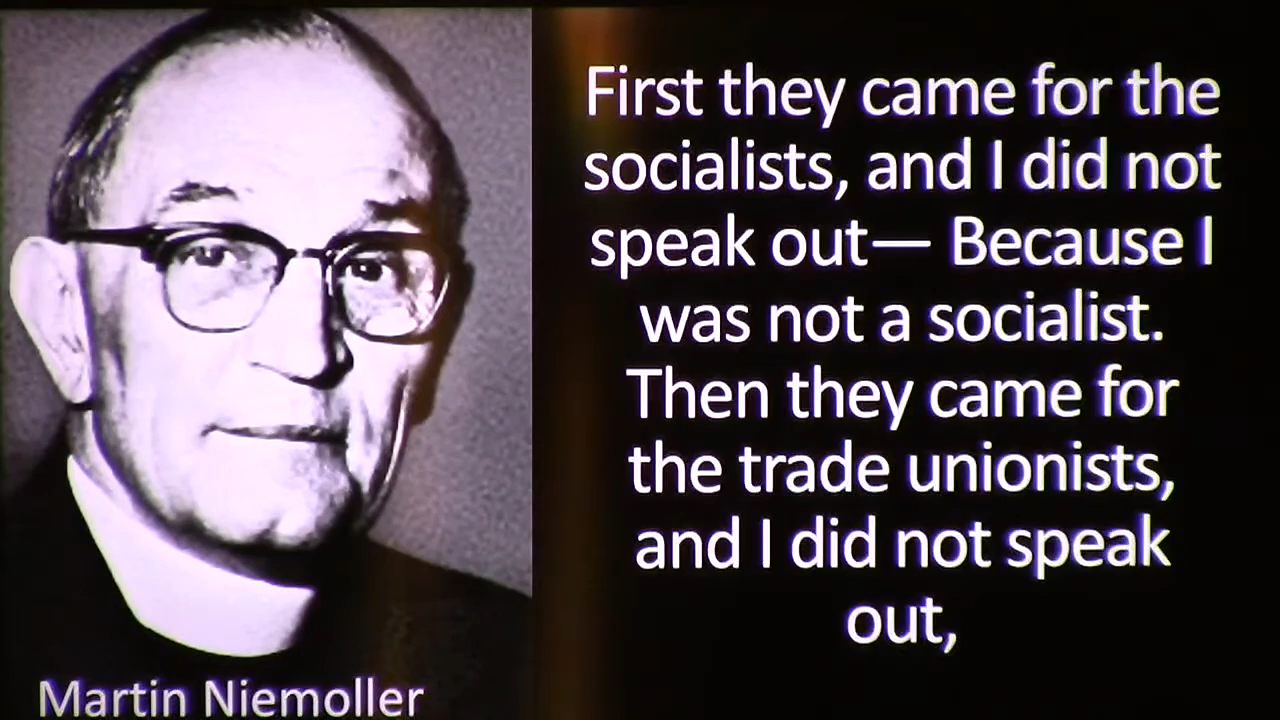 First they came for the
socialists, and I did not
speak out— Because I
was not a socialist.
Then they came for
the trade unionists,
and I did not speak
out,
Martin Niemoller